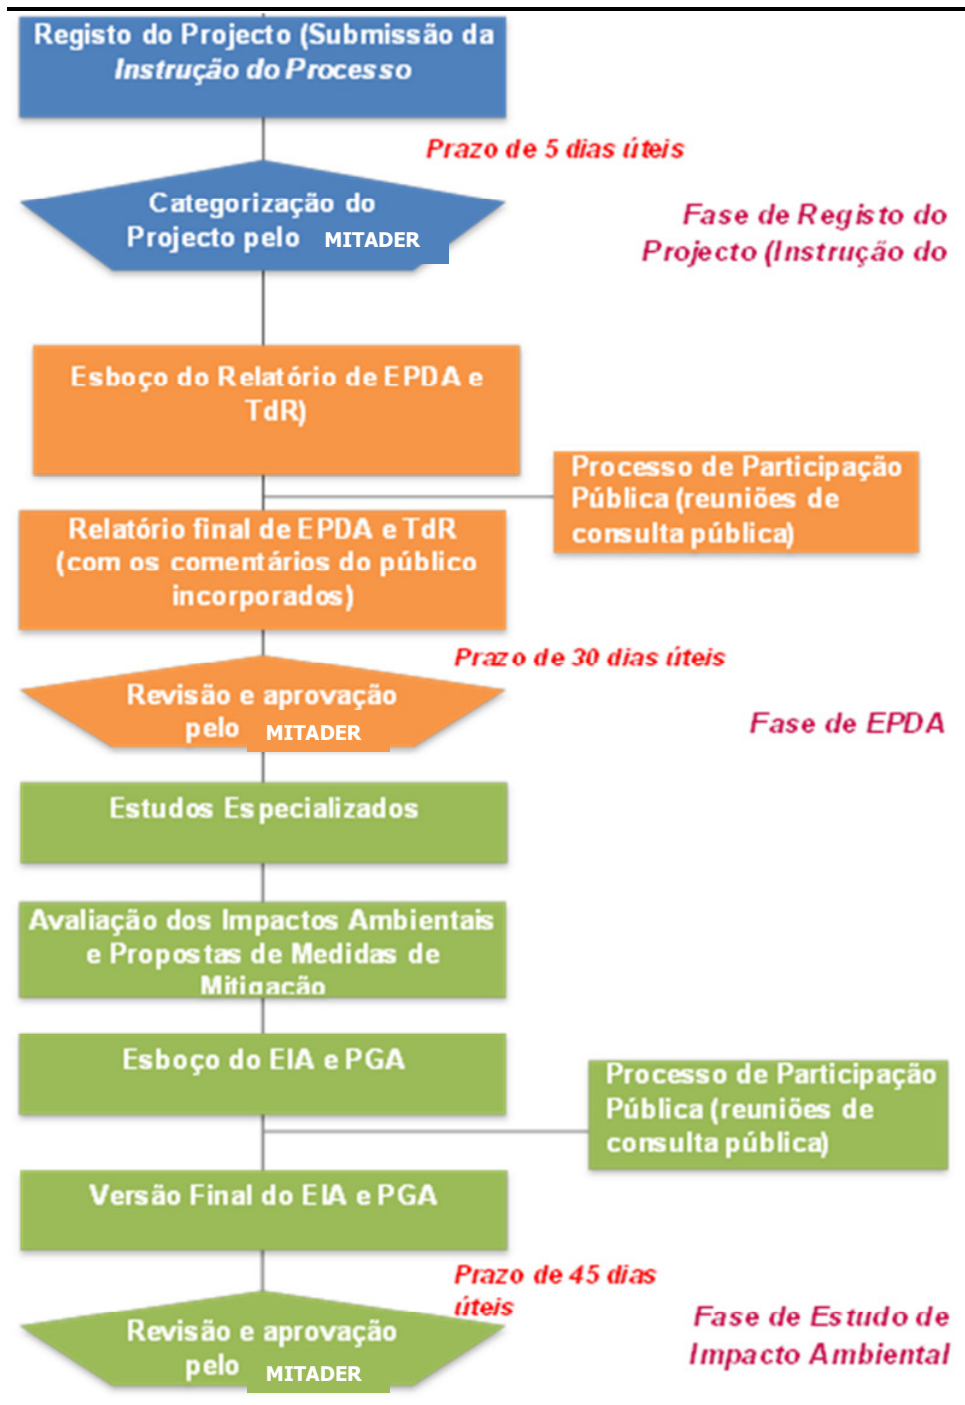 Registo do Projecto (Submissão da
Instrução do Processo
Prazo de 5 dias úteis
Categorização do
Projecto pelo MITADER
Fase de Registo do
Projecto (Instrução do
Esboço do Relatório de EPDA e
TdR)
Processo de Participação
Pública (reuniões de
consulta pública)
Relatório final de EPDA e TdR
(com os comentários do público
incorporados)
Prazo de 30 dias úteis
Revisão e aprovação
pelo MITADER
Fase de EPDA
Estudos Especializados
Avaliação dos Impactos Ambientais
e Propostas de Medidas de
Mitigação
Esboço do EIA e PGA
Processo de Participação
Pública (reuniões de
consulta pública)
Versão Final do EIA e PGA
Prazo de 45 dias
úteis
Revisão e aprovação
pelo MITADER
Fase de Estudo de
Impacto Ambiental